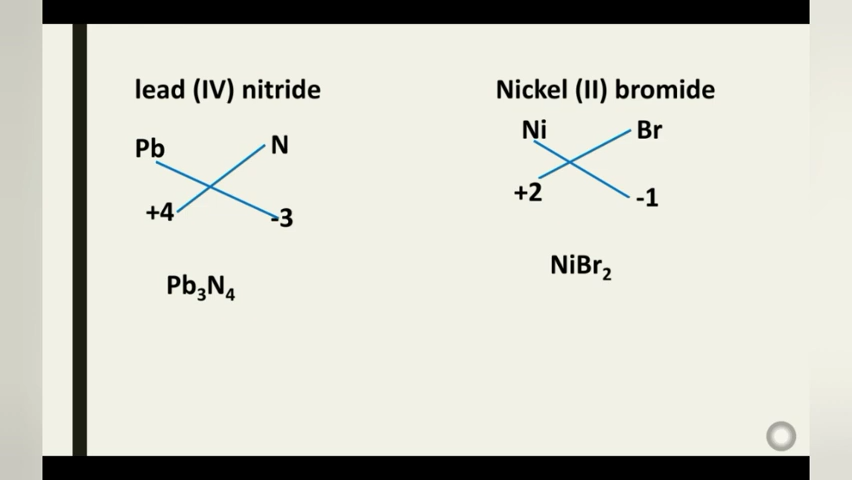 lead (IV) nitride
Pb N
+4 -3
Pb₃N₄
Nickel (II) bromide
Ni Br
+2 -1
NiBr₂